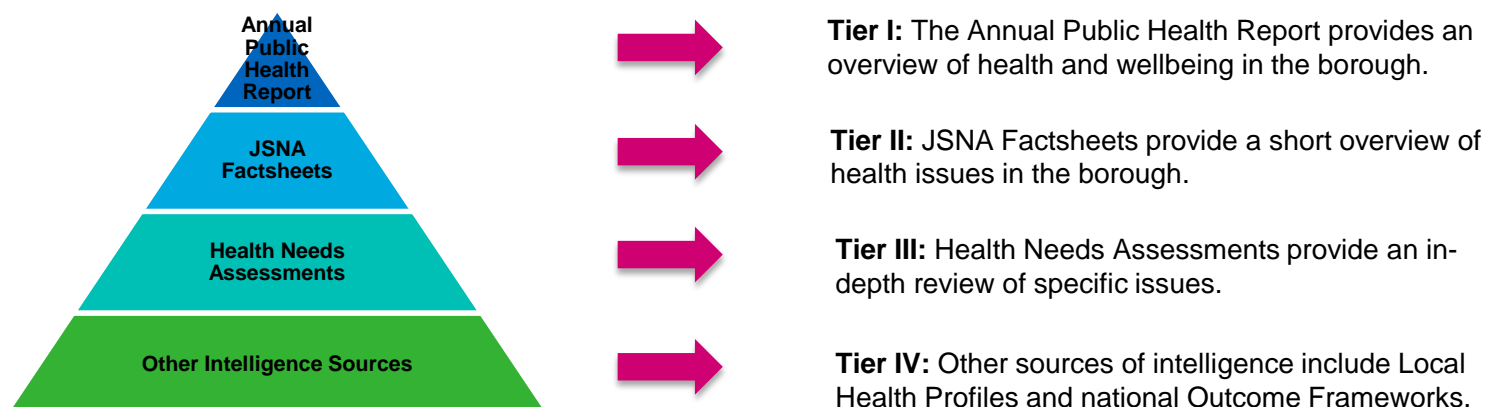 Annual
Public
Health
Report
Tier I: The Annual Public Health Report provides an
overview of health and wellbeing in the borough.
JSNA
Factsheets
Tier II: JSNA Factsheets provide a short overview of
health issues in the borough.
Health Needs
Assessments
Tier III: Health Needs Assessments provide an in-
depth review of specific issues.
Other Intelligence Sources
Tier IV: Other sources of intelligence include Local
Health Profiles and national Outcome Frameworks.